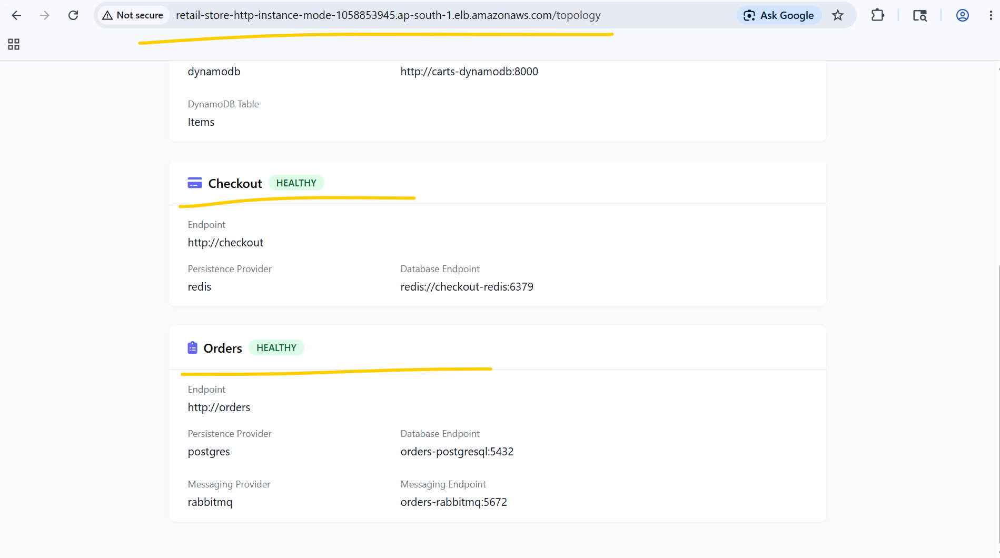 Not secure retail-store-http-instance-mode-1058853945.ap-south-1.elb.amazonaws.com/topology Ask Google
dynamodb http://carts-dynamodb:8000
DynamoDB Table
Items
Checkout HEALTHY
Endpoint
http://checkout
Persistence Provider Database Endpoint
redis redis://checkout-redis:6379
Orders HEALTHY
Endpoint
http://orders
Persistence Provider Database Endpoint
postgres orders-postgresql:5432
Messaging Provider Messaging Endpoint
rabbitmq orders-rabbitmq:5672